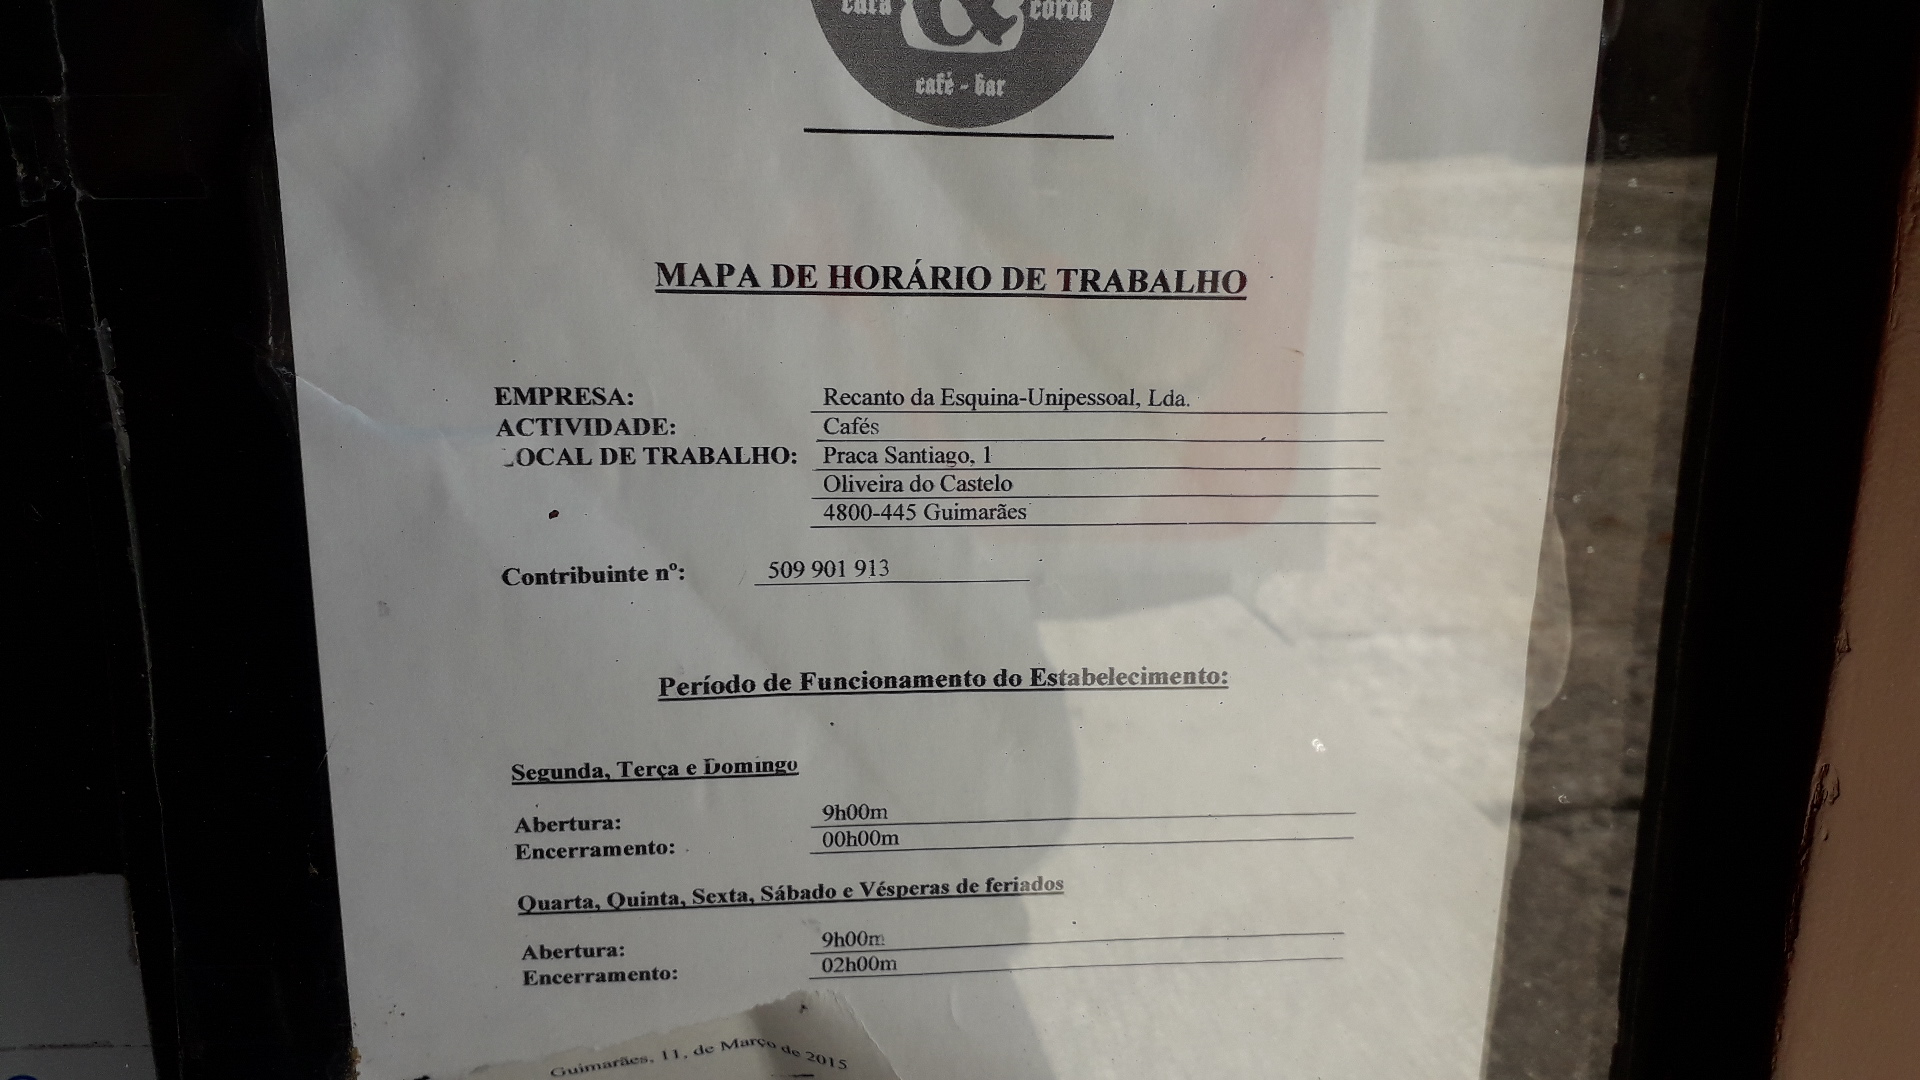 cara & coroa
café - bar
MAPA DE HORÁRIO DE TRABALHO
EMPRESA: Recanto da Esquina-Unipessoal, Lda.
ACTIVIDADE: Cafés
LOCAL DE TRABALHO: Praca Santiago, 1
Oliveira do Castelo
4800-445 Guimarães
Contribuinte nº: 509 901 913
Período de Funcionamento do Estabelecimento:
Segunda, Terça e Domingo
Abertura: 9h00m
Encerramento: 00h00m
Quarta, Quinta, Sexta, Sábado e Vésperas de feriados
Abertura: 9h00m
Encerramento: 02h00m
Guimarães, 11, de Março de 2015